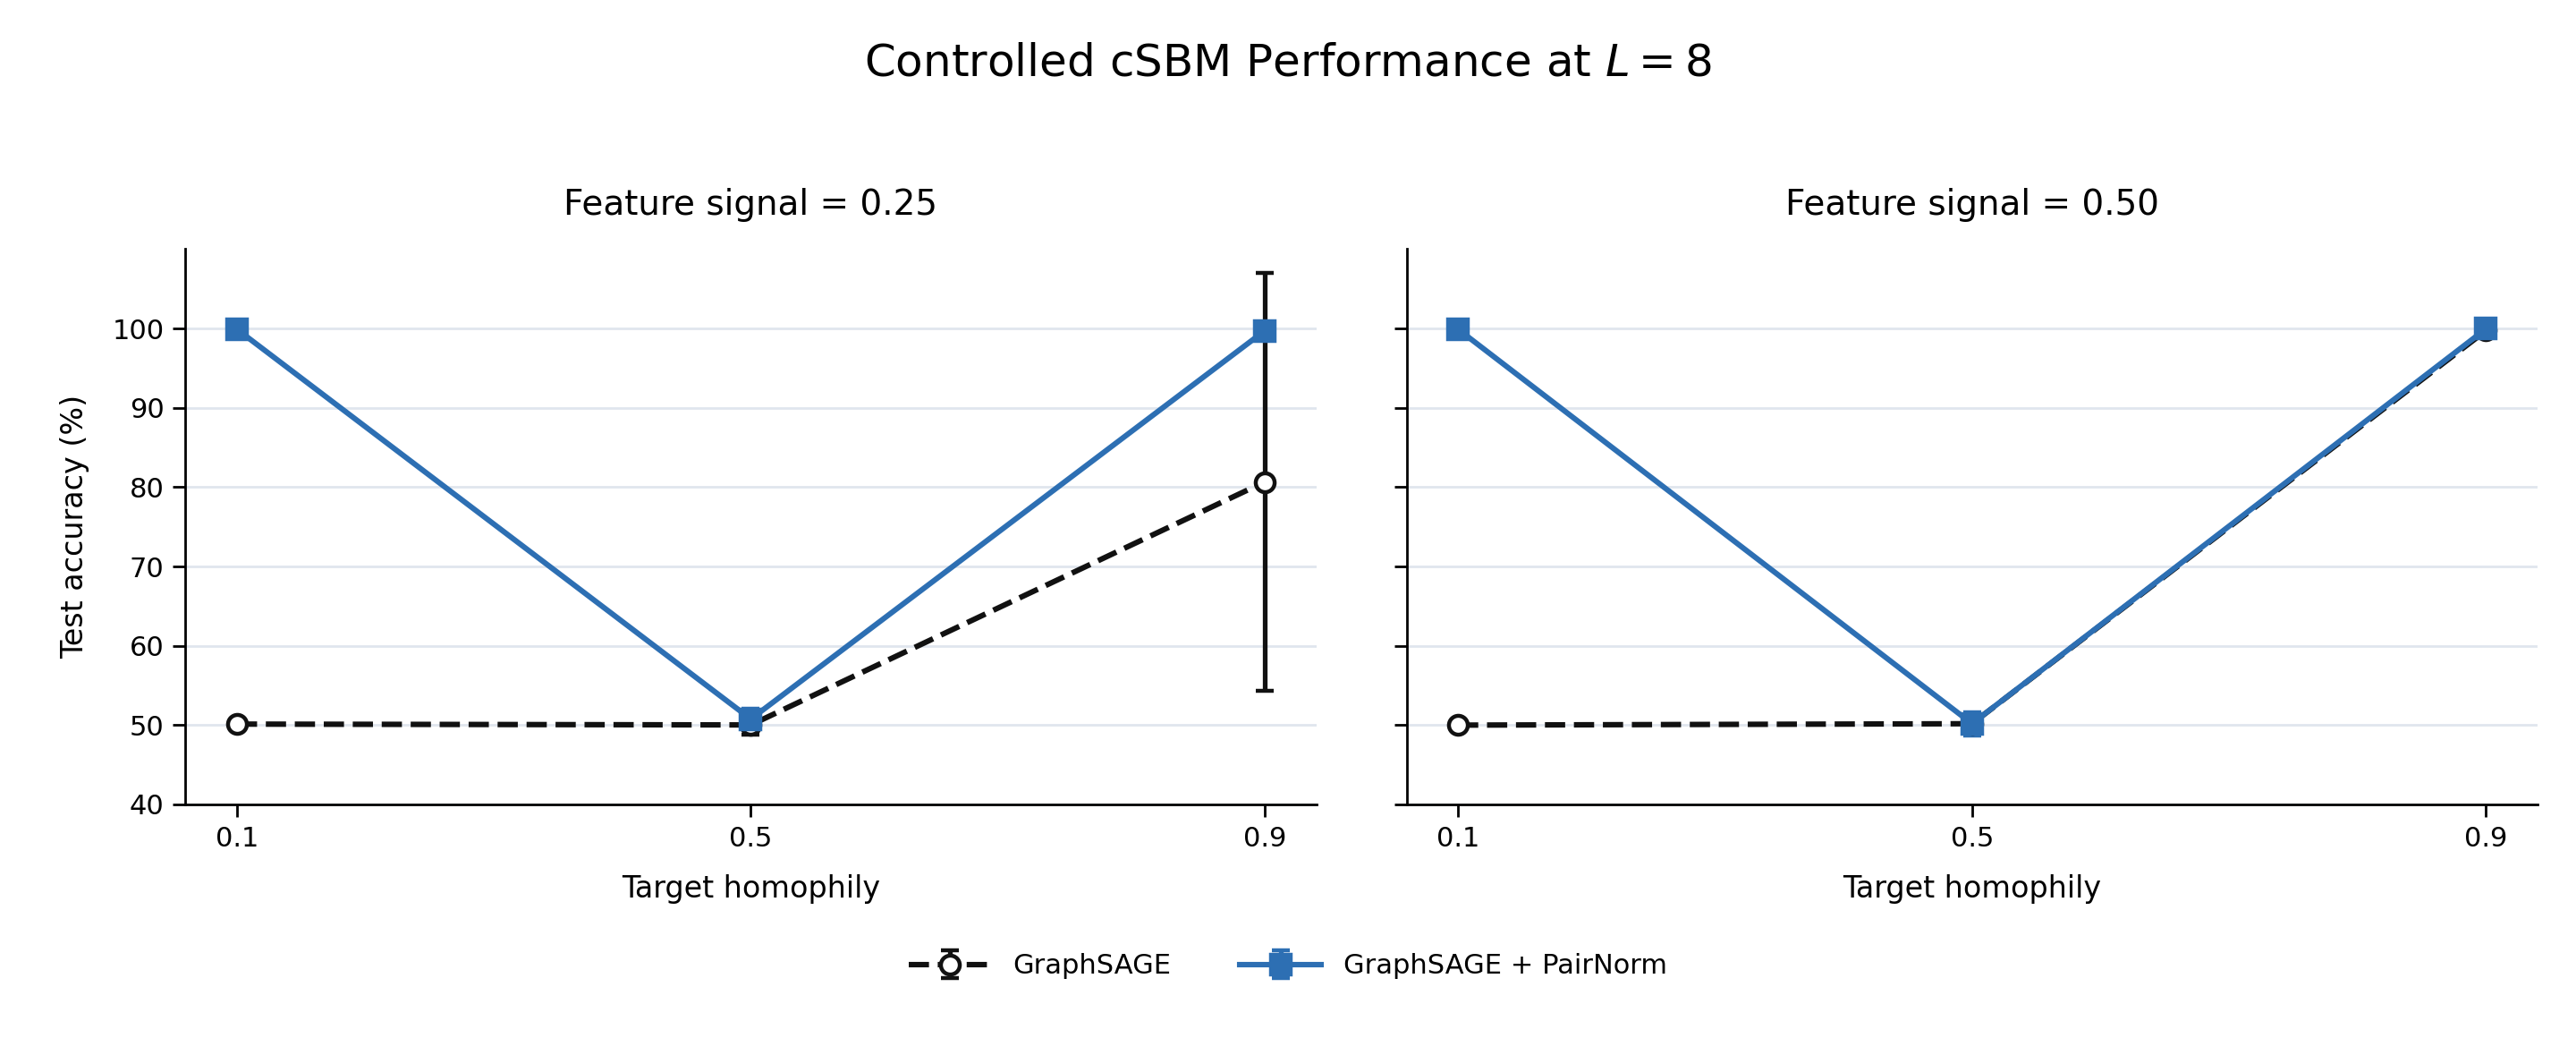 Controlled cSBM Performance at L = 8
Feature signal = 0.25
Feature signal = 0.50
Test accuracy (%)
100
90
80
70
60
50
40
0.1
0.5
0.9
0.1
0.5
0.9
Target homophily
Target homophily
GraphSAGE
GraphSAGE + PairNorm